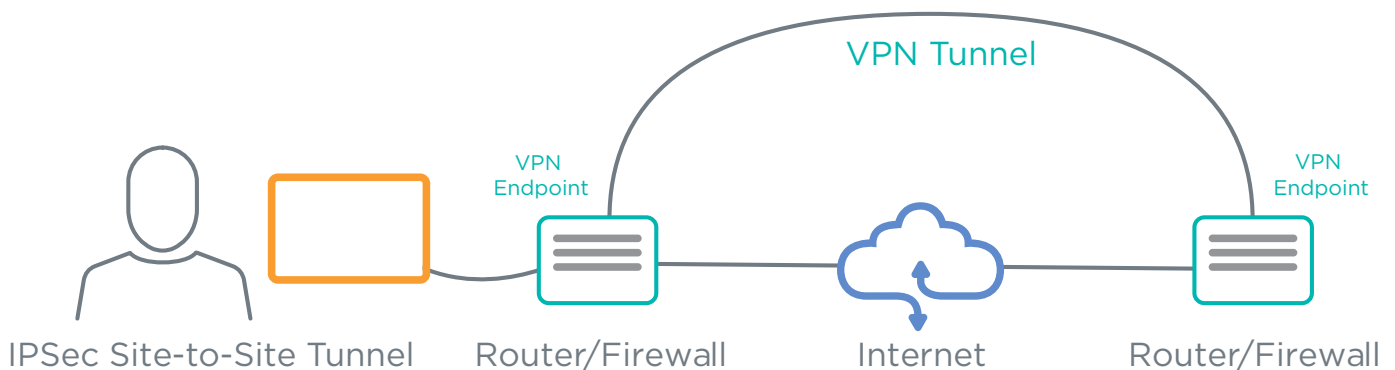 VPN Tunnel
VPN
Endpoint
VPN
Endpoint
IPSec Site-to-Site Tunnel
Router/Firewall
Internet
Router/Firewall